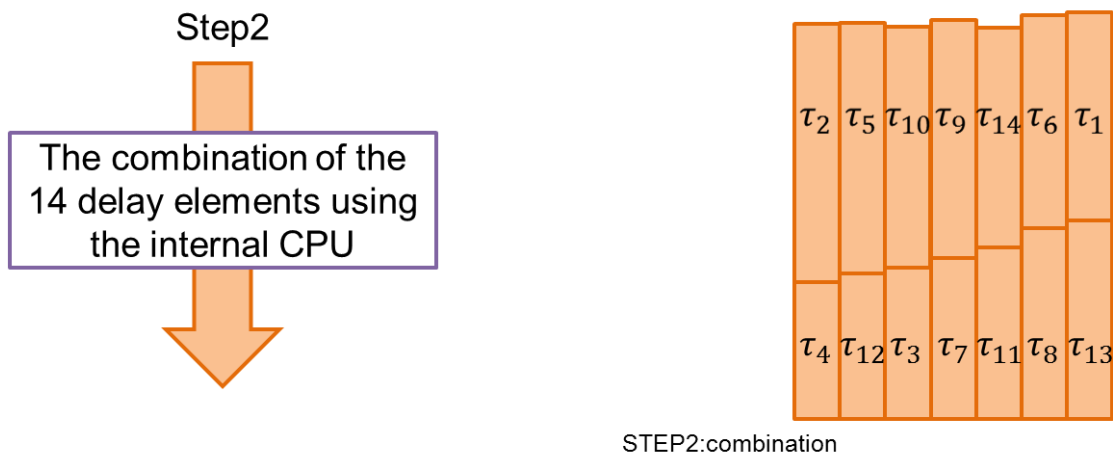 Step2
The combination of the
14 delay elements using
the internal CPU
τ₂ τ₅ τ₁₀ τ₉ τ₁₄ τ₆ τ₁
τ₄ τ₁₂ τ₃ τ₇ τ₁₁ τ₈ τ₁₃
STEP2:combination